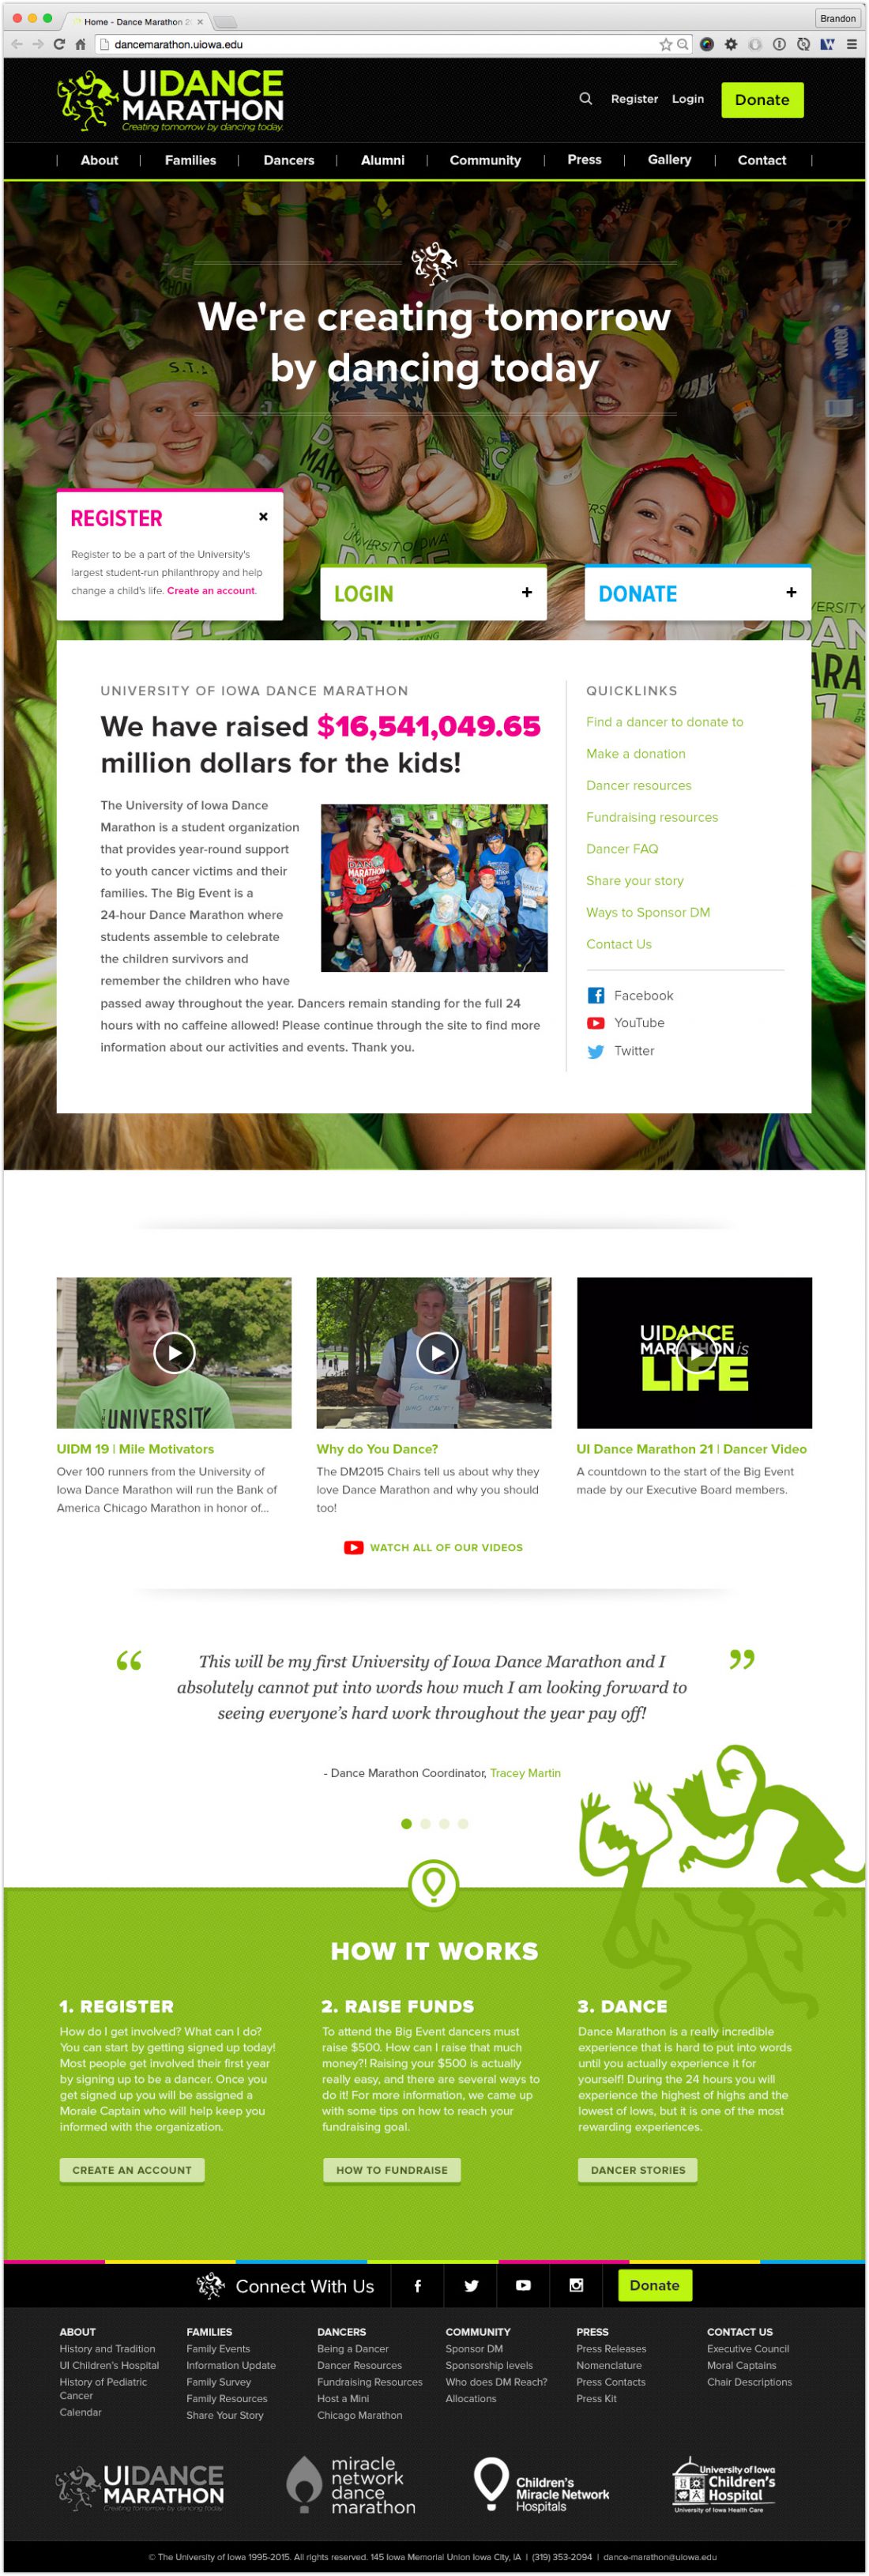 Home - Dance Marathon 2
Brandon
dancemarathon.uiowa.edu
UIDANCE
MARATHON
Creating tomorrow by dancing today.
Register Login Donate
About Families Dancers Alumni Community Press Gallery Contact
We're creating tomorrow
by dancing today
REGISTER
Register to be a part of the University's
largest student-run philanthropy and help
change a child's life. Create an account.
LOGIN +
DONATE +
UNIVERSITY OF IOWA DANCE MARATHON
We have raised $16,541,049.65
million dollars for the kids!
The University of Iowa Dance
Marathon is a student organization
that provides year-round support
to youth cancer victims and their
families. The Big Event is a
24-hour Dance Marathon where
students assemble to celebrate
the children survivors and
remember the children who have
passed away throughout the year. Dancers remain standing for the full 24
hours with no caffeine allowed! Please continue through the site to find more
information about our activities and events. Thank you.
QUICKLINKS
Find a dancer to donate to
Make a donation
Dancer resources
Fundraising resources
Dancer FAQ
Share your story
Ways to Sponsor DM
Contact Us
Facebook
YouTube
Twitter
UNIVERSIT
FOR THE
ONES
WHO CAN'T
UIDANCE
MARATHON is
LIFE
UIDM 19 | Mile Motivators
Over 100 runners from the University of
Iowa Dance Marathon will run the Bank of
America Chicago Marathon in honor of...
Why do You Dance?
The DM2015 Chairs tell us about why they
love Dance Marathon and why you should
too!
UI Dance Marathon 21 | Dancer Video
A countdown to the start of the Big Event
made by our Executive Board members.
WATCH ALL OF OUR VIDEOS
“ This will be my first University of Iowa Dance Marathon and I ”
absolutely cannot put into words how much I am looking forward to
seeing everyone's hard work throughout the year pay off!
- Dance Marathon Coordinator, Tracey Martin
HOW IT WORKS
1. REGISTER
How do I get involved? What can I do?
You can start by getting signed up today!
Most people get involved their first year
by signing up to be a dancer. Once you
get signed up you will be assigned a
Morale Captain who will help keep you
informed with the organization.
CREATE AN ACCOUNT
2. RAISE FUNDS
To attend the Big Event dancers must
raise $500. How can I raise that much
money?! Raising your $500 is actually
really easy, and there are several ways to
do it! For more information, we came up
with some tips on how to reach your
fundraising goal.
HOW TO FUNDRAISE
3. DANCE
Dance Marathon is a really incredible
experience that is hard to put into words
until you actually experience it for
yourself! During the 24 hours you will
experience the highest of highs and the
lowest of lows, but it is one of the most
rewarding experiences.
DANCER STORIES
Connect With Us Donate
ABOUT
History and Tradition
UI Children's Hospital
History of Pediatric
Cancer
Calendar
FAMILIES
Family Events
Information Update
Family Survey
Family Resources
Share Your Story
DANCERS
Being a Dancer
Dancer Resources
Fundraising Resources
Host a Mini
Chicago Marathon
COMMUNITY
Sponsor DM
Sponsorship levels
Who does DM Reach?
Allocations
PRESS
Press Releases
Nomenclature
Press Contacts
Press Kit
CONTACT US
Executive Council
Moral Captains
Chair Descriptions
UIDANCE
MARATHON
Creating tomorrow by dancing today
miracle
network
dance
marathon
Children's
Miracle Network
Hospitals
University of Iowa
Children's
Hospital
University of Iowa Health Care
© The University of Iowa 1995-2015. All rights reserved. 145 Iowa Memorial Union Iowa City, IA | (319) 353-2094 | dance-marathon@uiowa.edu